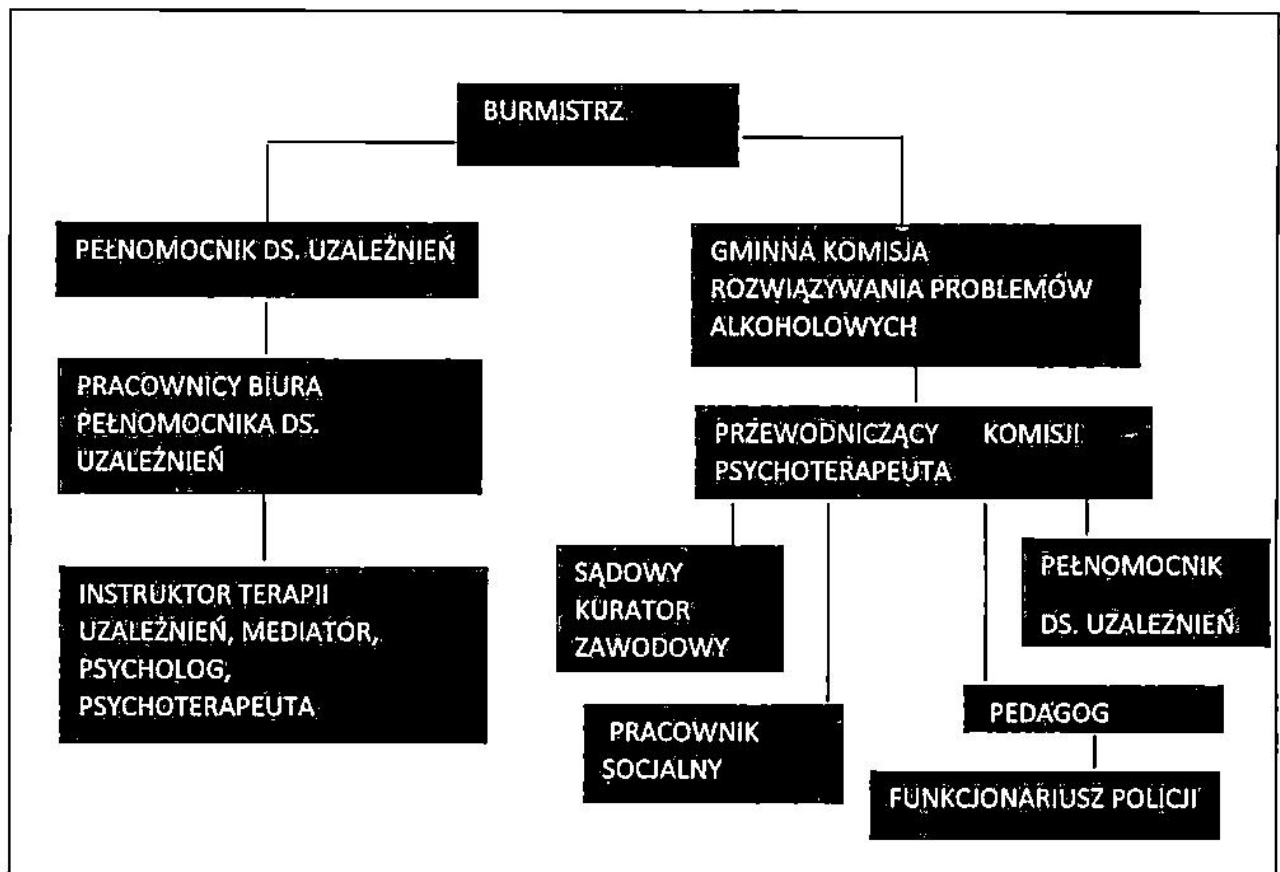 BURMISTRZ
PEŁNOMOCNIK DS. UZALEŻNIEŃ
GMINNA KOMISJA
ROZWIĄZYWANIA PROBLEMÓW
ALKOHOLOWYCH
PRACOWNICY BIURA
PEŁNOMOCNIKA DS.
UZALEŻNIEŃ
PRZEWODNICZĄCY KOMISJI –
PSYCHOTERAPEUTA
INSTRUKTOR TERAPII
UZALEŻNIEŃ, MEDIATOR,
PSYCHOLOG,
PSYCHOTERAPEUTA
SĄDOWY
KURATOR
ZAWODOWY
PEŁNOMOCNIK
DS. UZALEŻNIEŃ
PRACOWNIK
SOCJALNY
PEDAGOG
FUNKCJONARIUSZ POLICJI